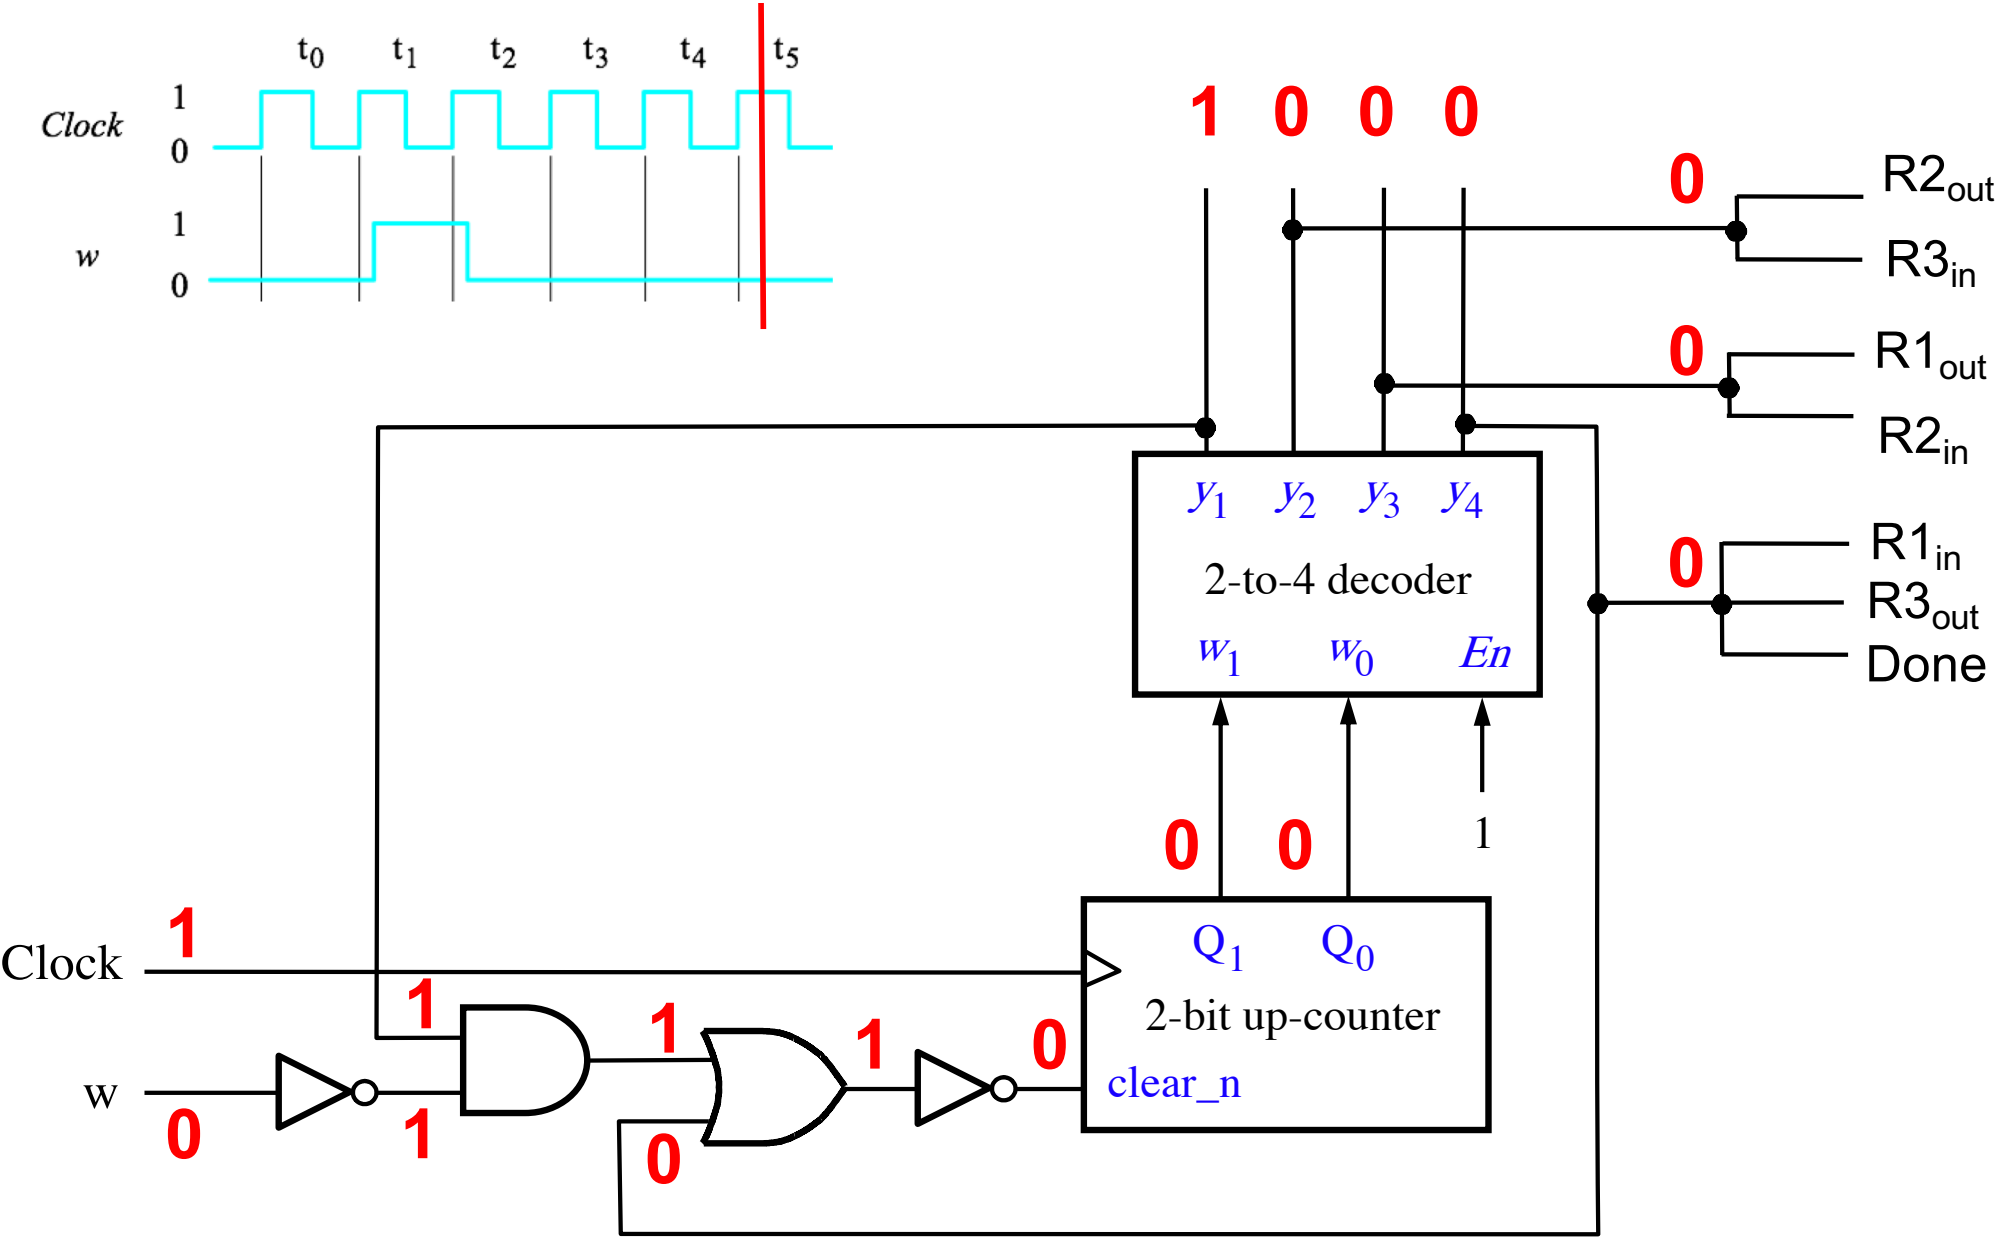 t0 t1 t2 t3 t4 t5
1
Clock
0
1
w
0
1 0 0 0
0 R2out
R3in
0 R1out
R2in
y1 y2 y3 y4
2-to-4 decoder
w1 w0 En
0 R1in
R3out
Done
0 0 1
Clock 1
Q1 Q0
2-bit up-counter
clear_n
1 1 1 0
w
0 1 0